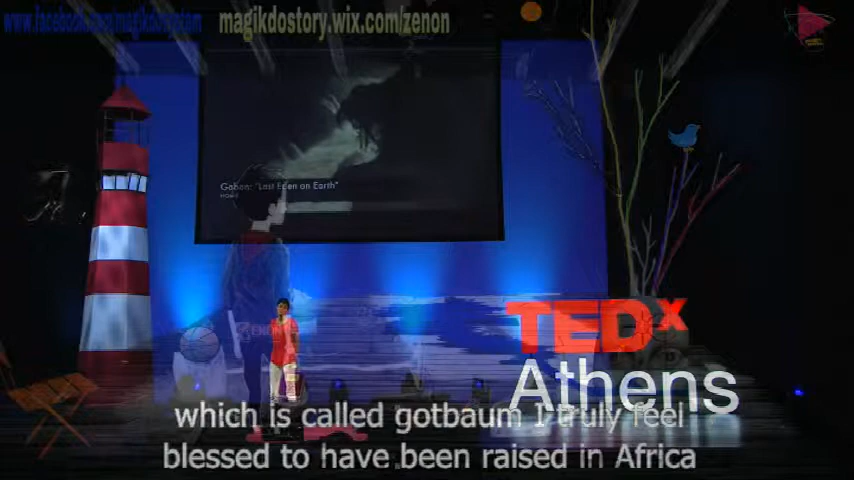 magikdostory.wix.com/zenon
Gabon: "Last Eden on Earth"
TEDx
Athens
which is called gotbaum I truly feel
blessed to have been raised in Africa